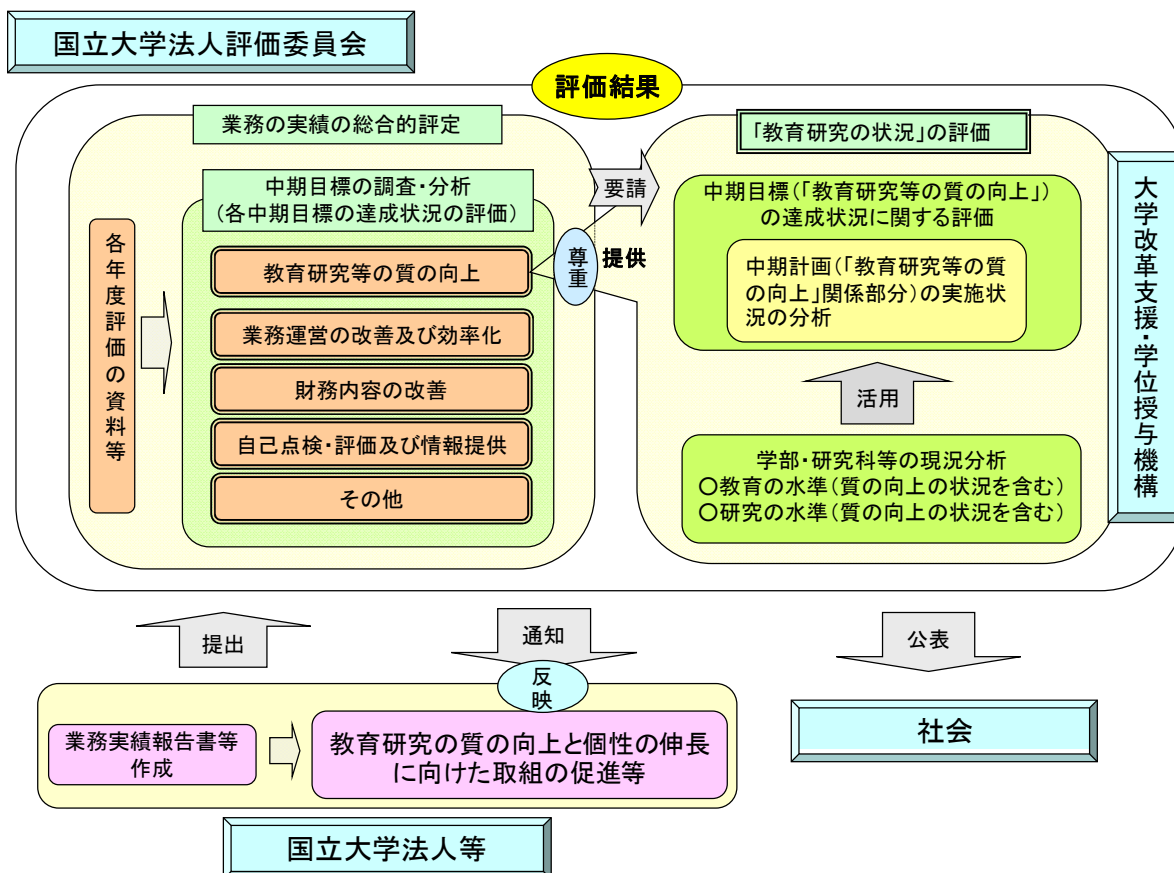 国立大学法人評価委員会
評価結果
業務の実績の総合的評定
中期目標の調査・分析
(各中期目標の達成状況の評価)
各年度評価の資料等
教育研究等の質の向上
業務運営の改善及び効率化
財務内容の改善
自己点検・評価及び情報提供
その他
要請
尊重
提供
「教育研究の状況」の評価
中期目標(「教育研究等の質の向上」)
の達成状況に関する評価
中期計画(「教育研究等の質
の向上」関係部分)の実施状
況の分析
活用
学部・研究科等の現況分析
○教育の水準(質の向上の状況を含む)
○研究の水準(質の向上の状況を含む)
大学改革支援・学位授与機構
提出
通知
公表
反映
業務実績報告書等
作成
教育研究の質の向上と個性の伸長
に向けた取組の促進等
社会
国立大学法人等